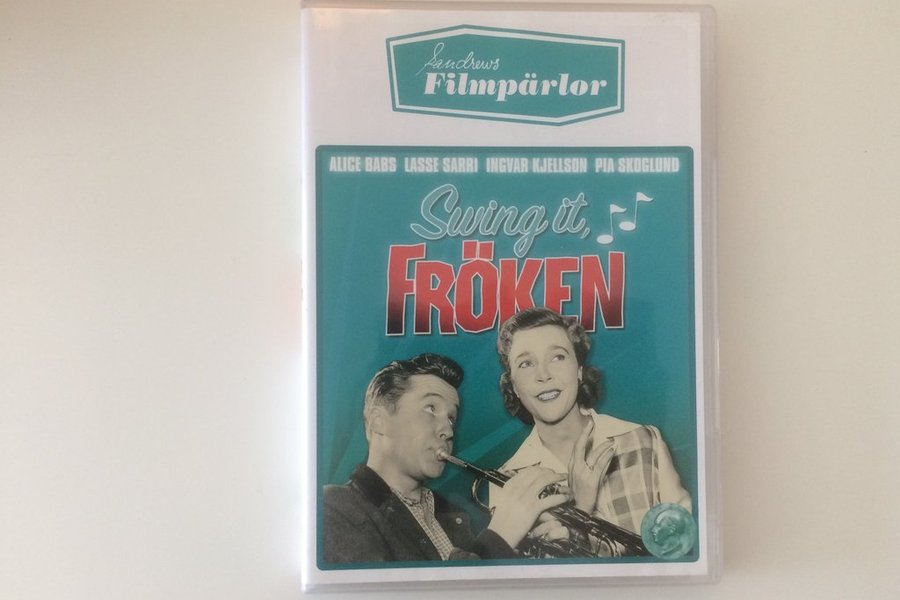 Sandrews
Filmpärlor
ALICE BABS LASSE SARRI INGVAR KJELLSON PIA SKOGLUND
Swing it,
FRÖKEN